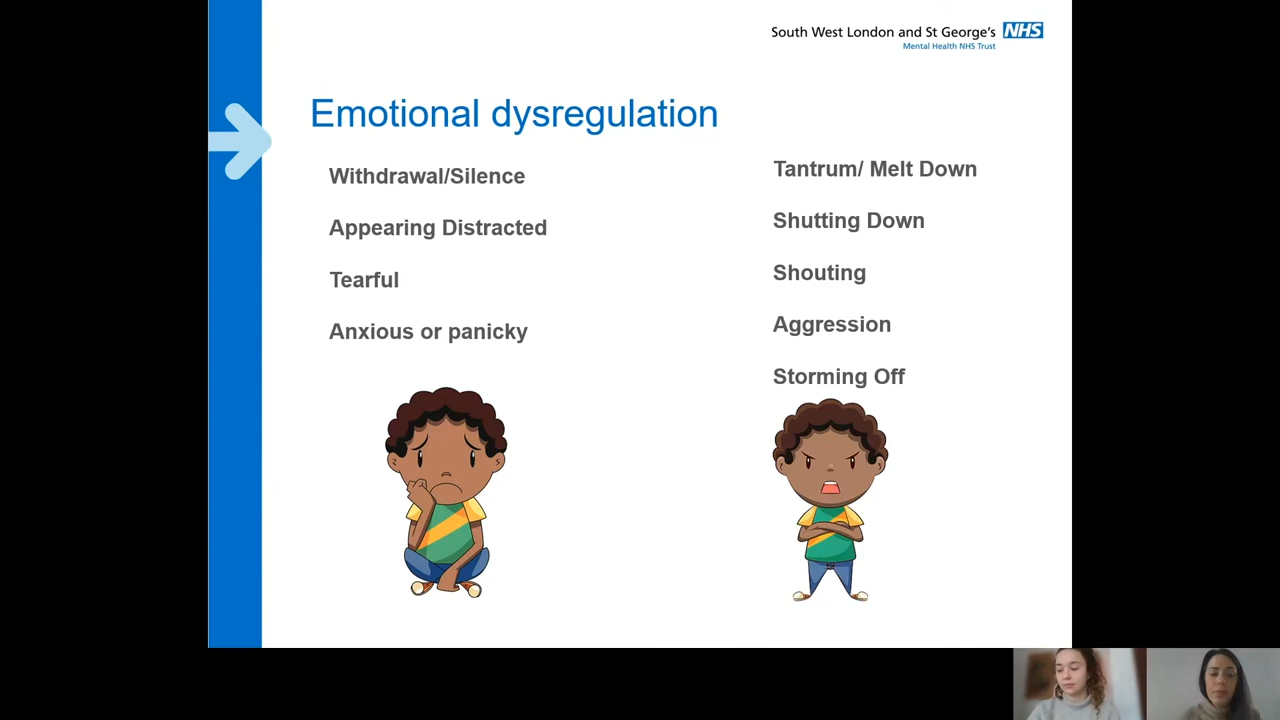 South West London and St George's NHS
Mental Health NHS Trust
Emotional dysregulation
Withdrawal/Silence
Appearing Distracted
Tearful
Anxious or panicky
Tantrum/ Melt Down
Shutting Down
Shouting
Aggression
Storming Off